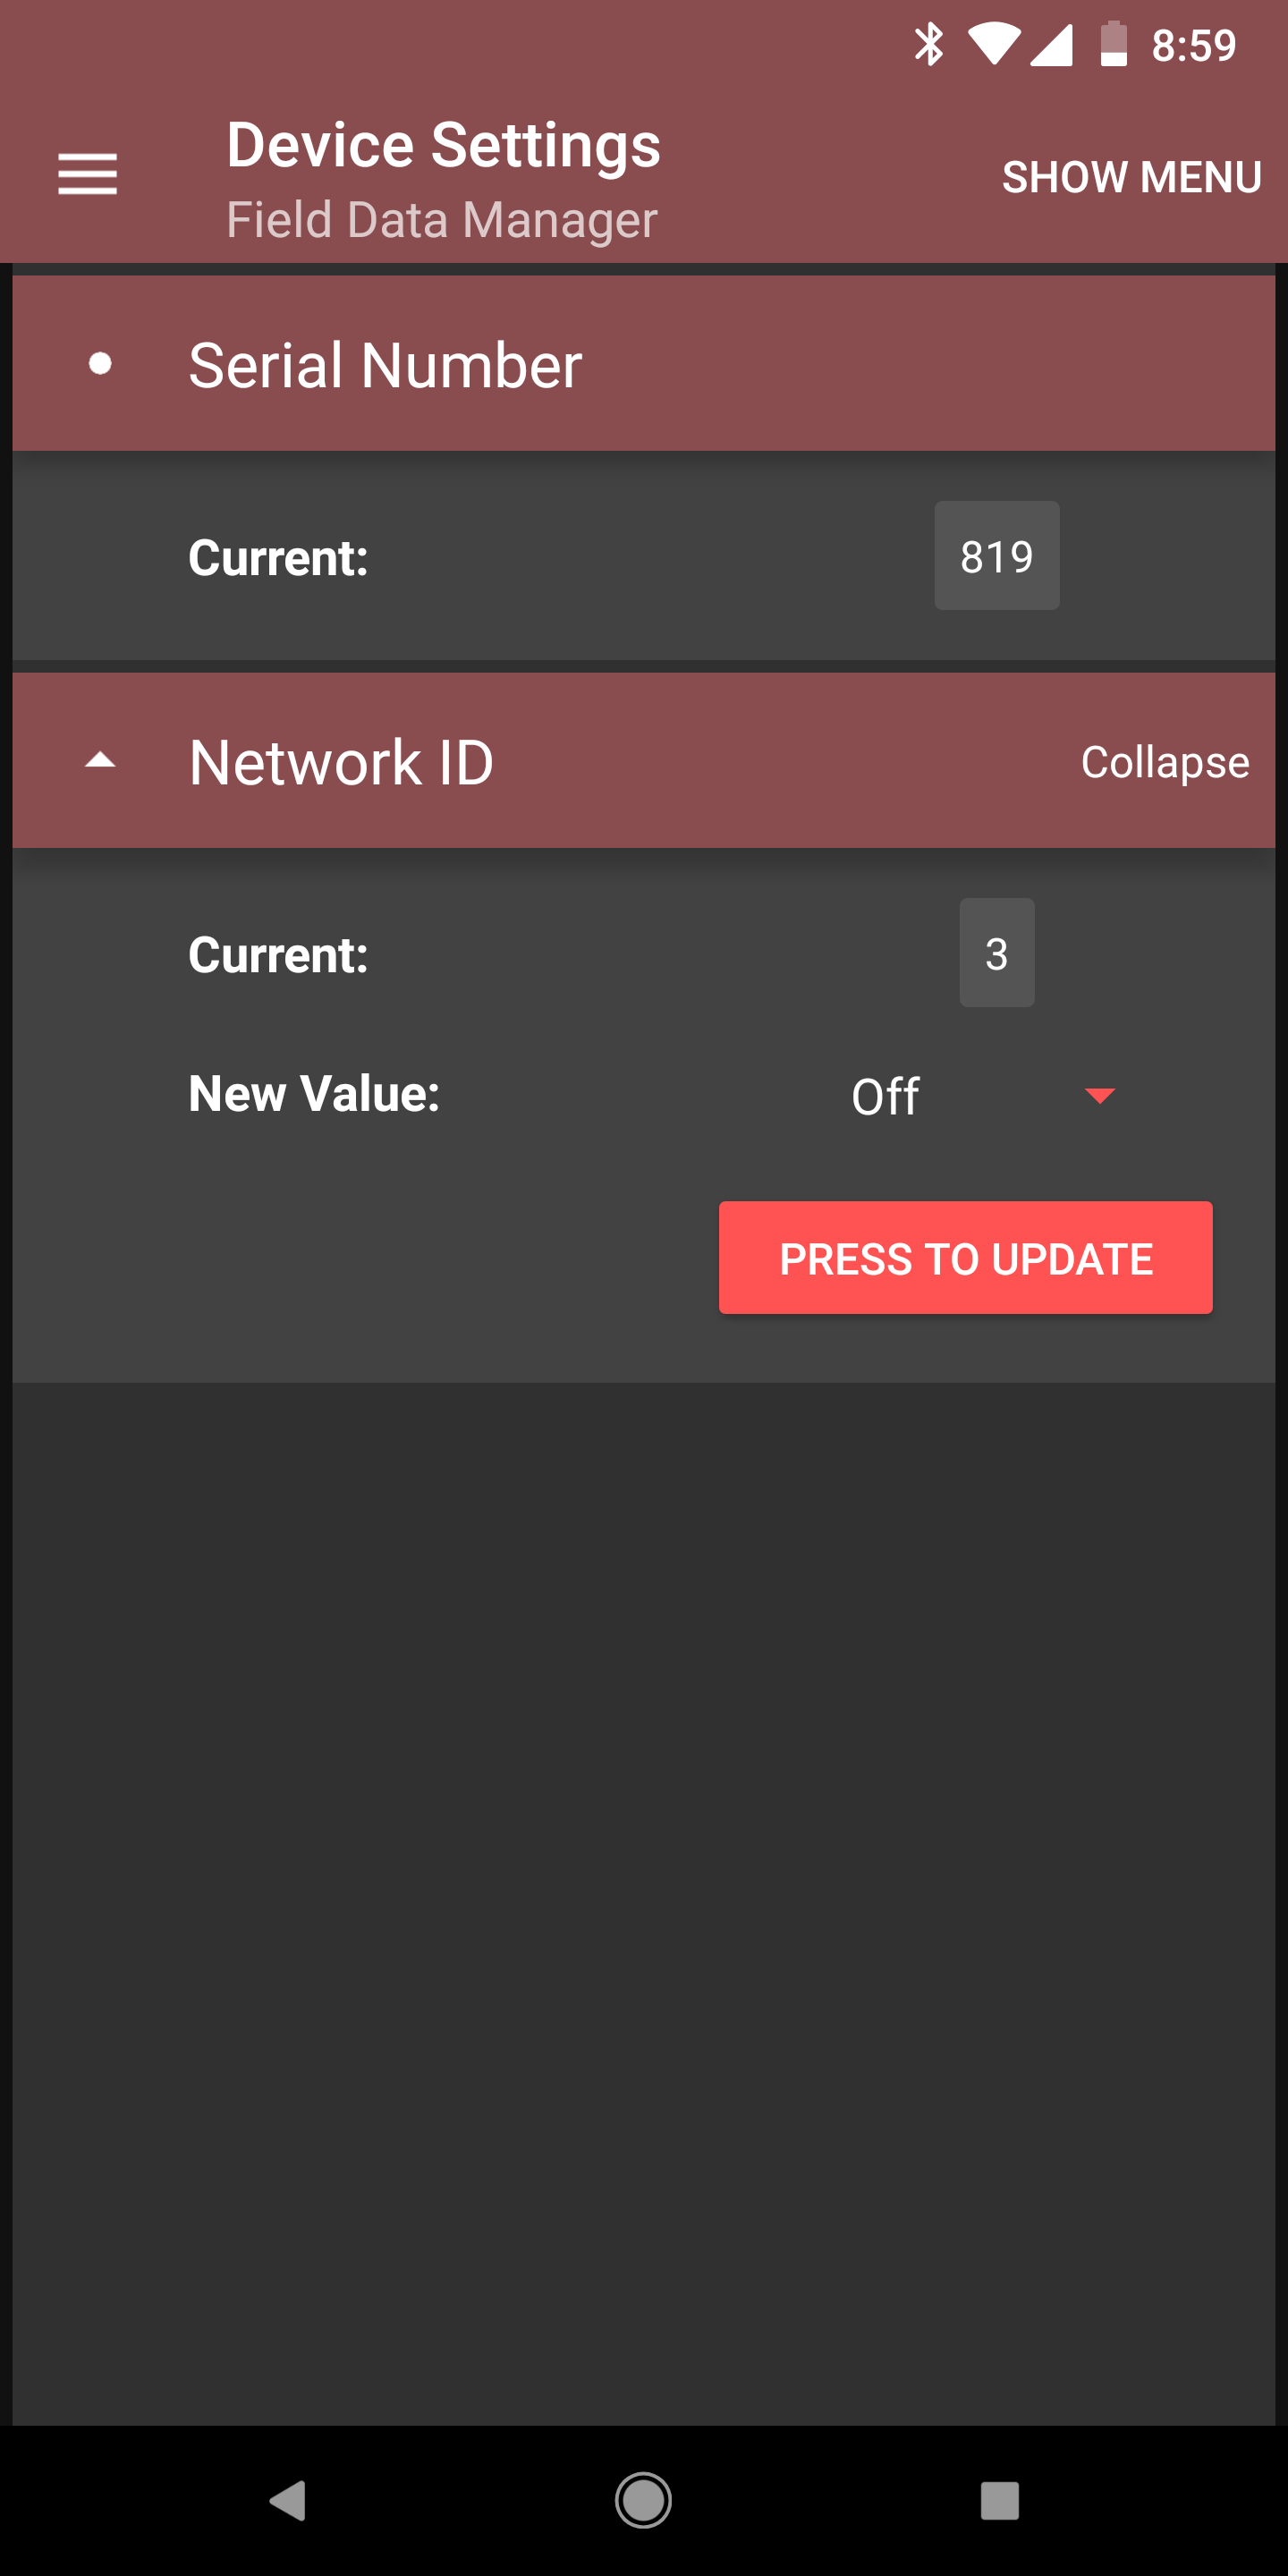 8:59
Device Settings
Field Data Manager
SHOW MENU
Serial Number
Current: 819
Network ID Collapse
Current: 3
New Value: Off
PRESS TO UPDATE